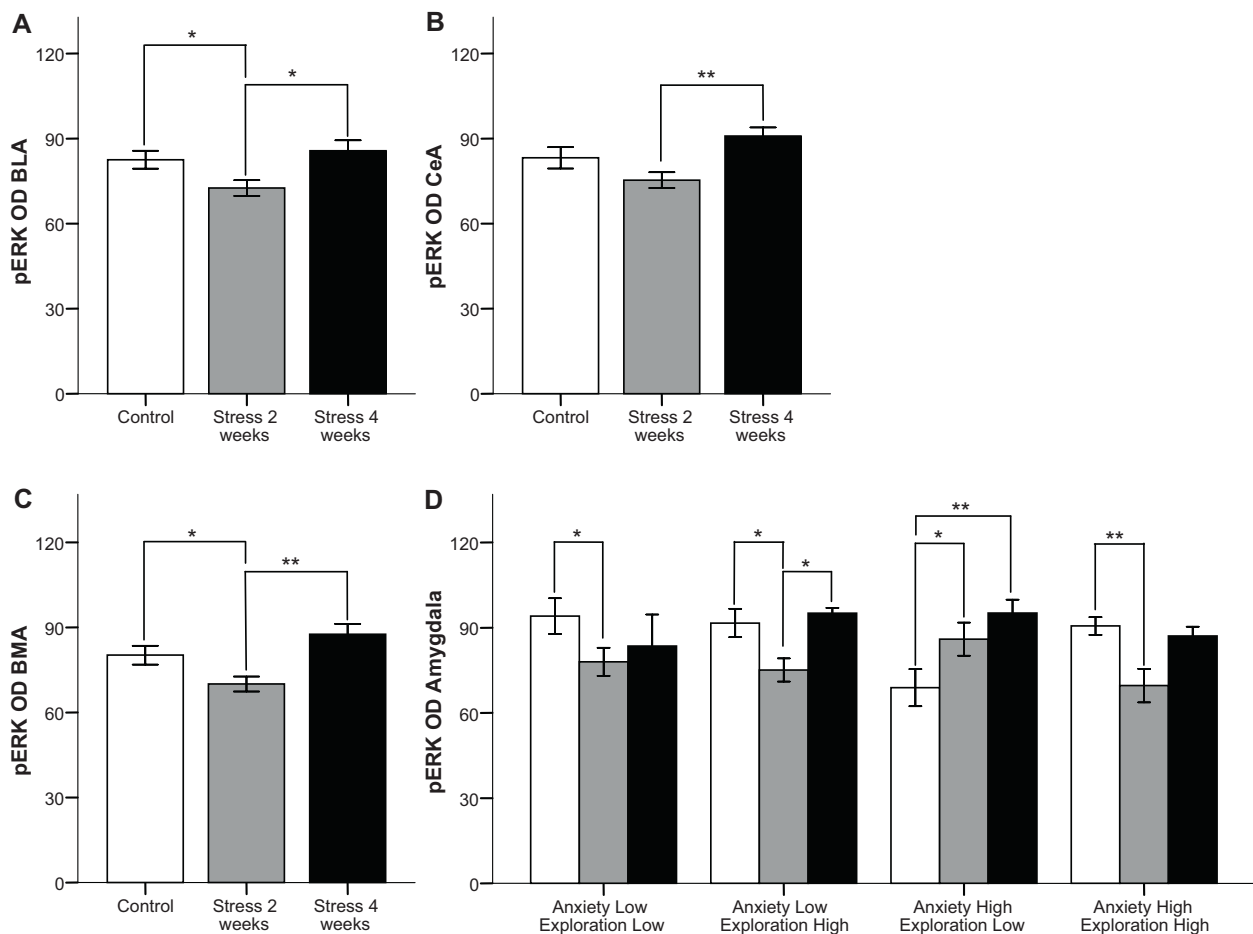 A
pERK OD BLA
120
90
60
30
0
*
*
Control
Stress 2
weeks
Stress 4
weeks
B
pERK OD CeA
120
90
60
30
0
**
Control
Stress 2
weeks
Stress 4
weeks
C
pERK OD BMA
120
90
60
30
0
*
**
Control
Stress 2
weeks
Stress 4
weeks
D
pERK OD Amygdala
120
90
60
30
0
*
*
*
**
*
**
Anxiety Low
Exploration Low
Anxiety Low
Exploration High
Anxiety High
Exploration Low
Anxiety High
Exploration High